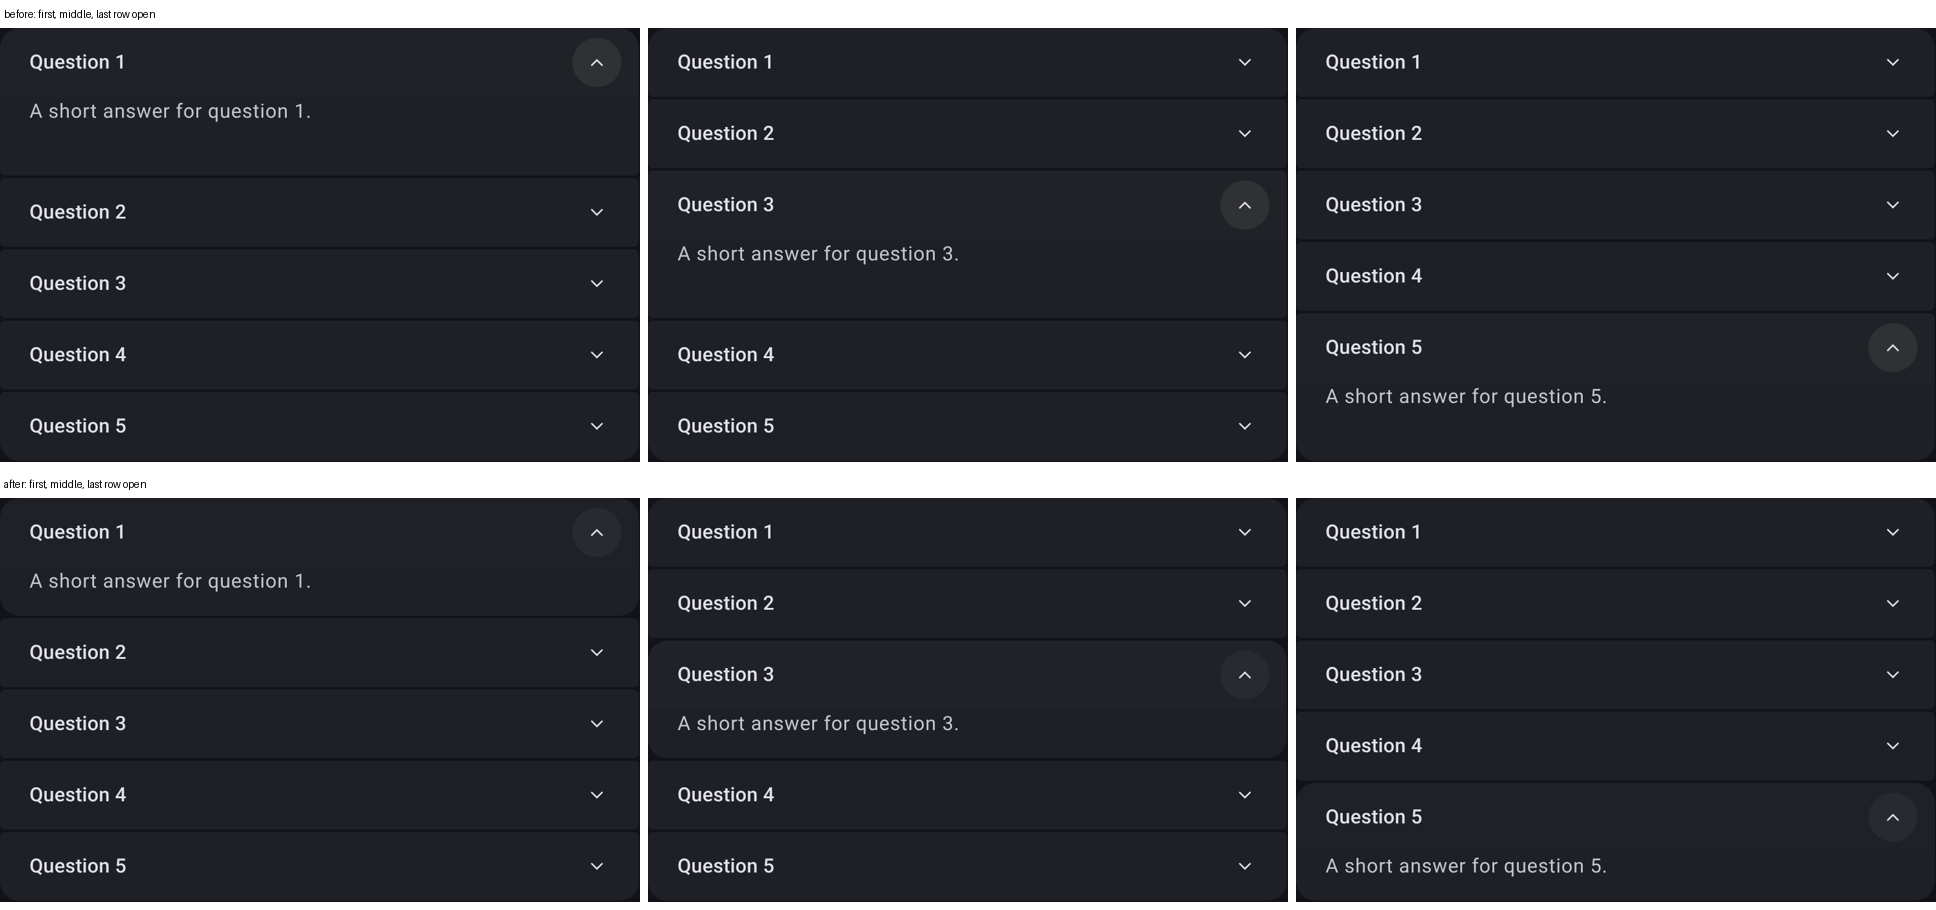 before: first, middle, last row open
Question 1
A short answer for question 1.
Question 2
Question 3
Question 4
Question 5
Question 1
Question 2
Question 3
A short answer for question 3.
Question 4
Question 5
Question 1
Question 2
Question 3
Question 4
Question 5
A short answer for question 5.
after: first, middle, last row open
Question 1
A short answer for question 1.
Question 2
Question 3
Question 4
Question 5
Question 1
Question 2
Question 3
A short answer for question 3.
Question 4
Question 5
Question 1
Question 2
Question 3
Question 4
Question 5
A short answer for question 5.